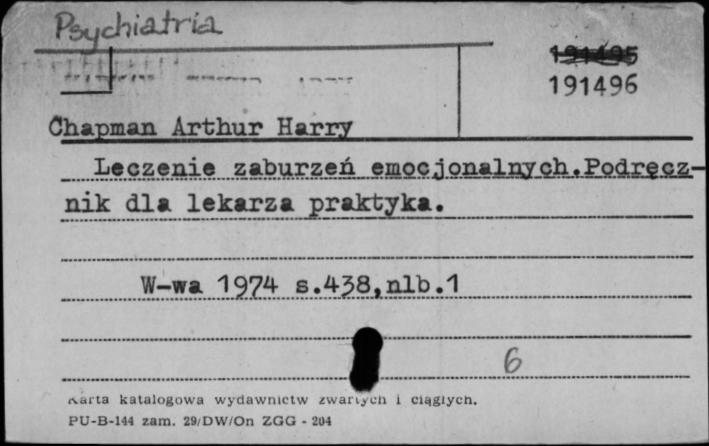 Psychiatria
191495
191496
Chapman Arthur Harry
Leczenie zaburzeń emocjonalnych.Podręcz-
nik dla lekarza praktyka.
W-wa 1974 s.438,nlb.1
6
Karta katalogowa wydawnictw zwartych i ciągłych.
PU-B-144 zam. 29/DW/On ZGG - 204